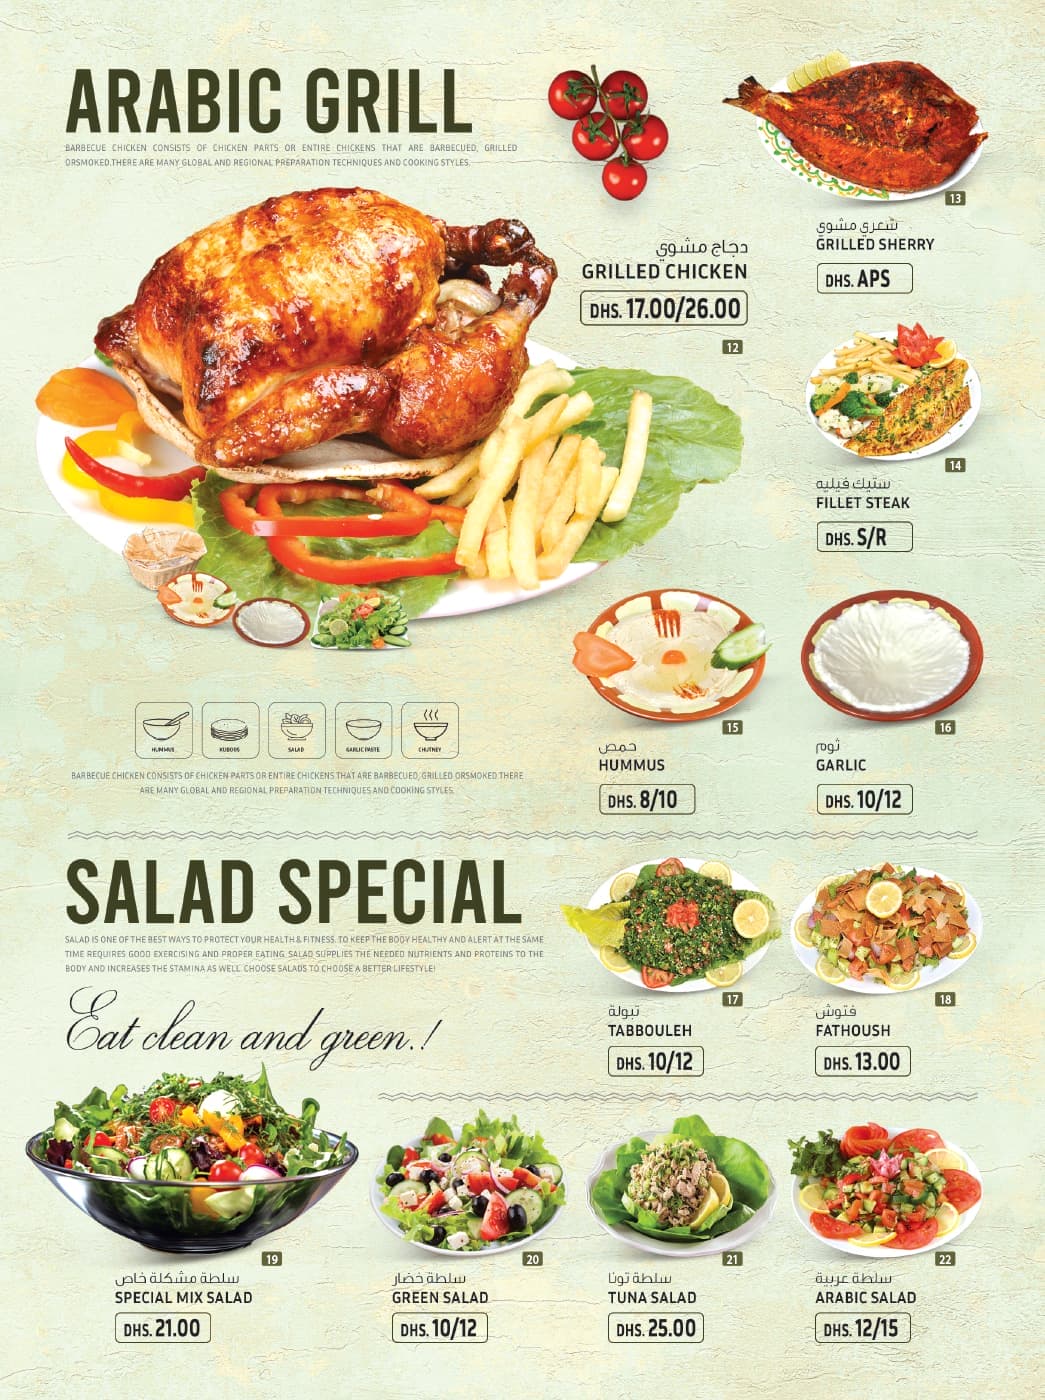 ARABIC GRILL
BARBECUE CHICKEN CONSISTS OF CHICKEN PARTS OR ENTIRE CHICKENS THAT ARE BARBECUED, GRILLED
ORSMOKED.THERE ARE MANY GLOBAL AND REGIONAL PREPARATION TECHNIQUES AND COOKING STYLES.
13
شعري مشوي
GRILLED SHERRY
DHS. APS
دجاج مشوي
GRILLED CHICKEN
DHS. 17.00/26.00
12
14
ستيك فيليه
FILLET STEAK
DHS. S/R
15
حمص
HUMMUS
DHS. 8/10
16
ثوم
GARLIC
DHS. 10/12
HUMMUS
KUBOOS
SALAD
GARLIC PASTE
CHUTNEY
BARBECUE CHICKEN CONSISTS OF CHICKEN PARTS OR ENTIRE CHICKENS THAT ARE BARBECUED, GRILLED ORSMOKED.THERE
ARE MANY GLOBAL AND REGIONAL PREPARATION TECHNIQUES AND COOKING STYLES.
SALAD SPECIAL
SALAD IS ONE OF THE BEST WAYS TO PROTECT YOUR HEALTH & FITNESS. TO KEEP THE BODY HEALTHY AND ALERT AT THE SAME
TIME REQUIRES GOOD EXERCISING AND PROPER EATING. SALAD SUPPLIES THE NEEDED NUTRIENTS AND PROTEINS TO THE
BODY AND INCREASES THE STAMINA AS WELL. CHOOSE SALADS TO CHOOSE A BETTER LIFESTYLE!
Eat clean and green.!
17
تبولة
TABBOULEH
DHS. 10/12
18
فتوش
FATHOUSH
DHS. 13.00
19
سلطة مشكلة خاص
SPECIAL MIX SALAD
DHS. 21.00
20
سلطة خضار
GREEN SALAD
DHS. 10/12
21
سلطة تونا
TUNA SALAD
DHS. 25.00
22
سلطة عربية
ARABIC SALAD
DHS. 12/15